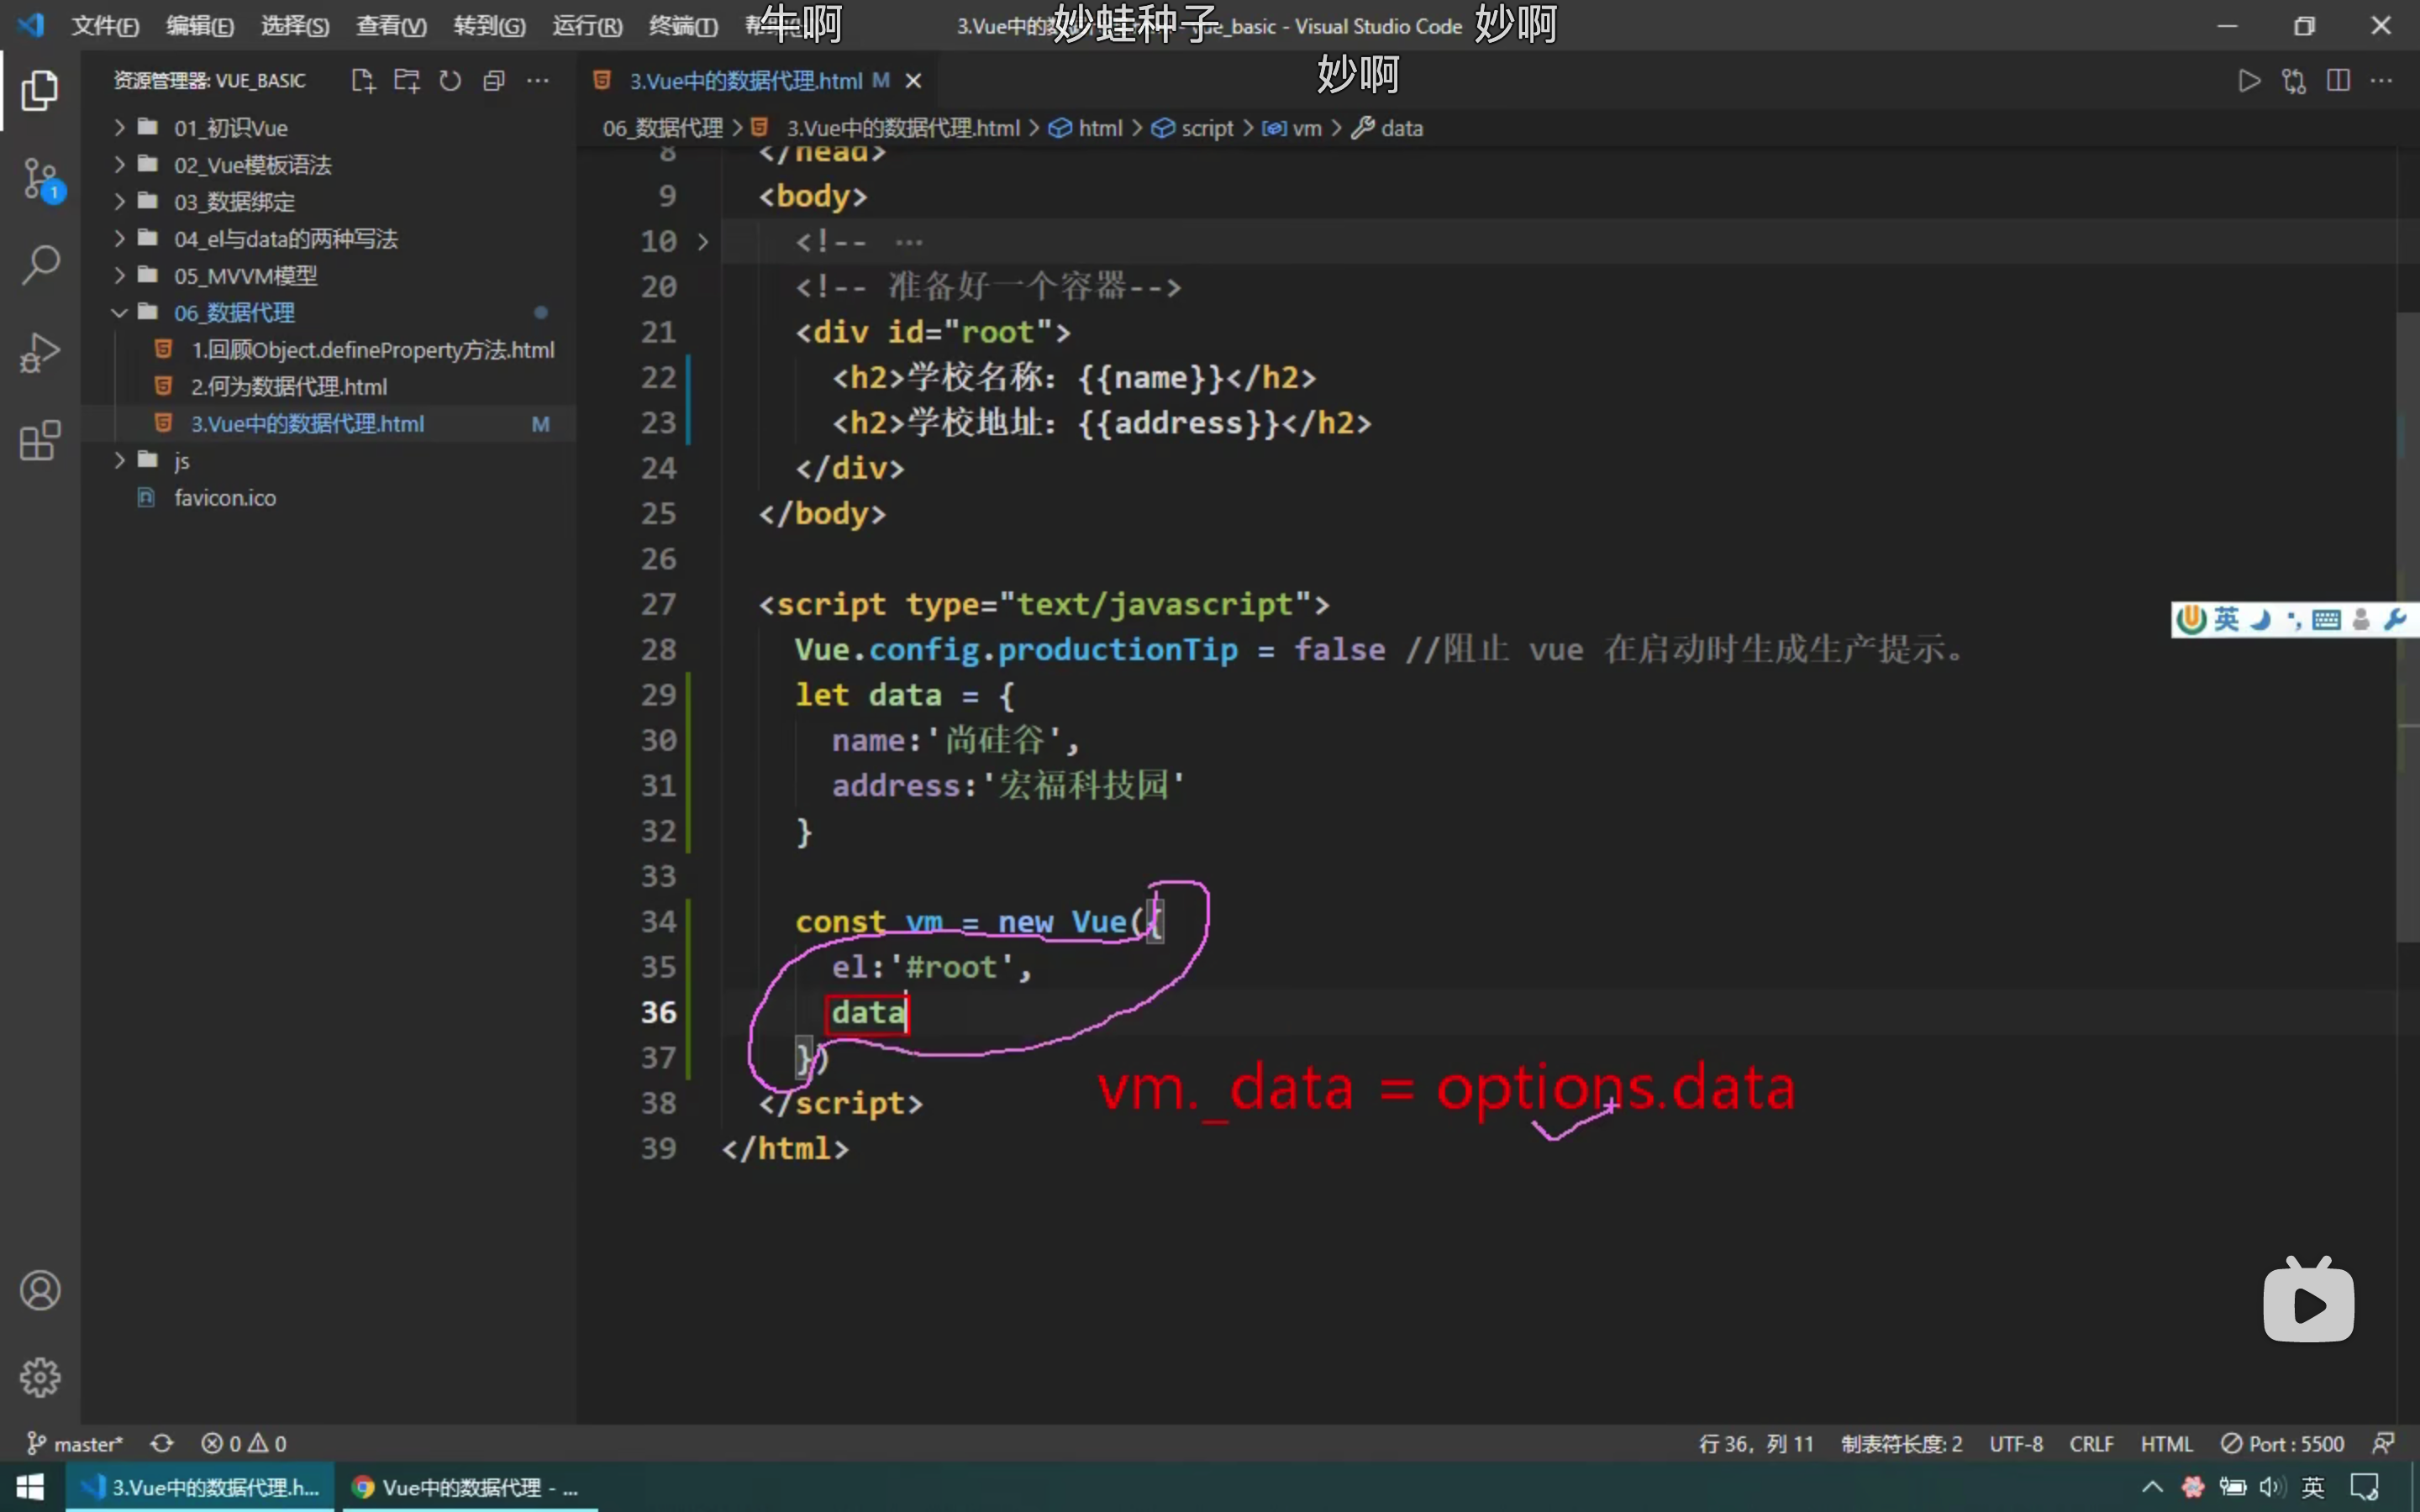 文件(F) 编辑(E) 选择(S) 查看(V) 转到(G) 运行(R) 终端(T)
牛啊
妙蛙种子
妙啊
_basic - Visual Studio Code
妙啊
资源管理器: VUE_BASIC
01_初识Vue
02_Vue模板语法
03_数据绑定
04_el与data的两种写法
05_MVVM模型
06_数据代理
1.回顾Object.defineProperty方法.html
2.何为数据代理.html
3.Vue中的数据代理.html M
js
favicon.ico
1
3.Vue中的数据代理.html M
06_数据代理 > 3.Vue中的数据代理.html > html > script > vm > data
8 </head>
9 <body>
10 <!-- ···
20 <!-- 准备好一个容器-->
21 <div id="root">
22 <h2>学校名称：{{name}}</h2>
23 <h2>学校地址：{{address}}</h2>
24 </div>
25 </body>
26
27 <script type="text/javascript">
28 Vue.config.productionTip = false //阻止 vue 在启动时生成生产提示。
29 let data = {
30 name:'尚硅谷',
31 address:'宏福科技园'
32 }
33
34 const vm = new Vue({
35 el:'#root',
36 data
37 })
38 </script>
39 </html>
vm._data = options.data
英
master* 0 0
行 36，列 11 制表符长度: 2 UTF-8 CRLF HTML Port : 5500
3.Vue中的数据代理.h...
Vue中的数据代理 - ...
英